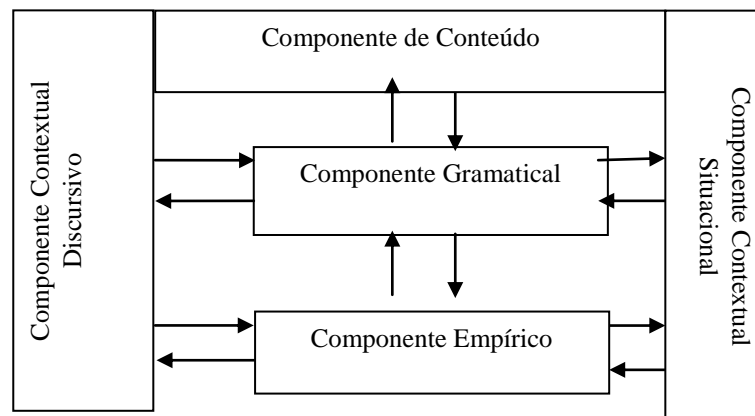 Componente de Conteúdo
Componente Contextual
Discursivo
Componente Gramatical
Componente Contextual
Situacional
Componente Empírico